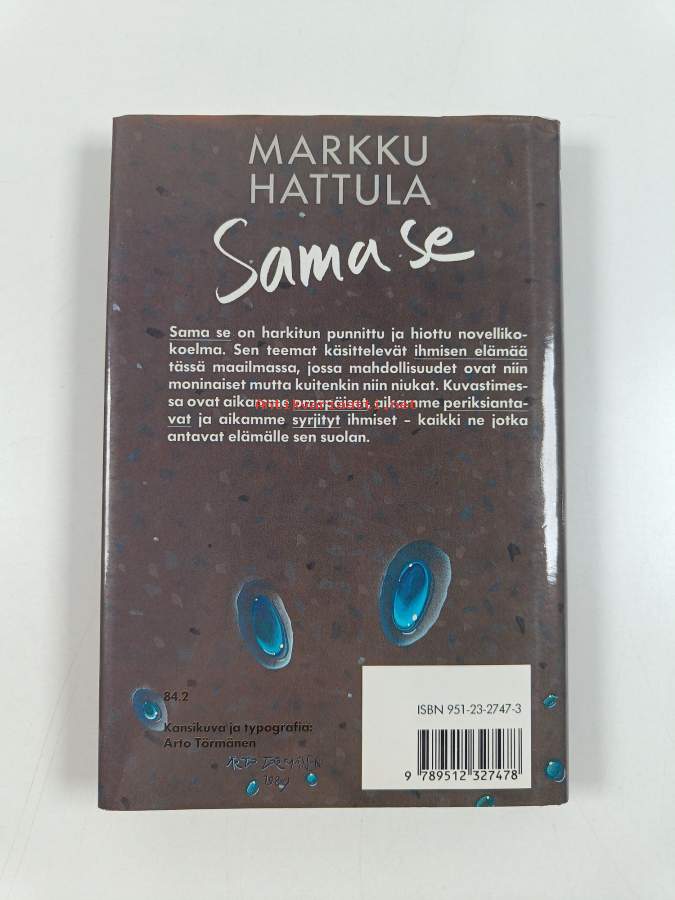 MARKKU
HATTULA
Sama se
Sama se on harkitun punnittu ja hiottu novelliko-
koelma. Sen teemat käsittelevät ihmisen elämää
tässä maailmassa, jossa mahdollisuudet ovat niin
moninaiset mutta kuitenkin niin niukat. Kuvastimes-
sa ovat aikamme omapäiset, aikamme periksianta-
vat ja aikamme syrjityt ihmiset – kaikki ne jotka
antavat elämälle sen suolan.
84.2
Kansikuva ja typografia:
Arto Törmänen
ISBN 951-23-2747-3
9 789512 327478